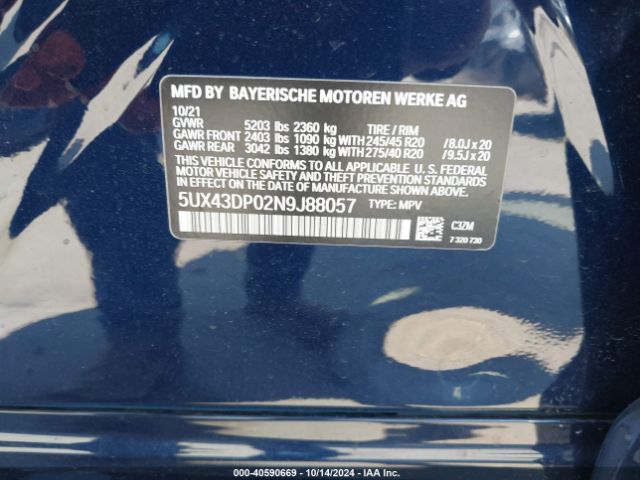 MFD BY BAYERISCHE MOTOREN WERKE AG
10/21
GVWR 5203 lbs 2360 kg TIRE / RIM
GAWR FRONT 2403 lbs 1090 kg WITH 245/45 R20 /8.0J x 20
GAWR REAR 3042 lbs 1380 kg WITH 275/40 R20 /9.5J x 20
THIS VEHICLE CONFORMS TO ALL APPLICABLE U. S. FEDERAL
MOTOR VEHICLE SAFETY AND THEFT PREVENTION STANDARDS
IN EFFECT ON THE DATE OF MANUFACTURE SHOWN ABOVE.
5UX43DP02N9J88057 TYPE: MPV
C3ZM
7 320 730
000-40590669 | 10/14/2024 | IAA Inc.